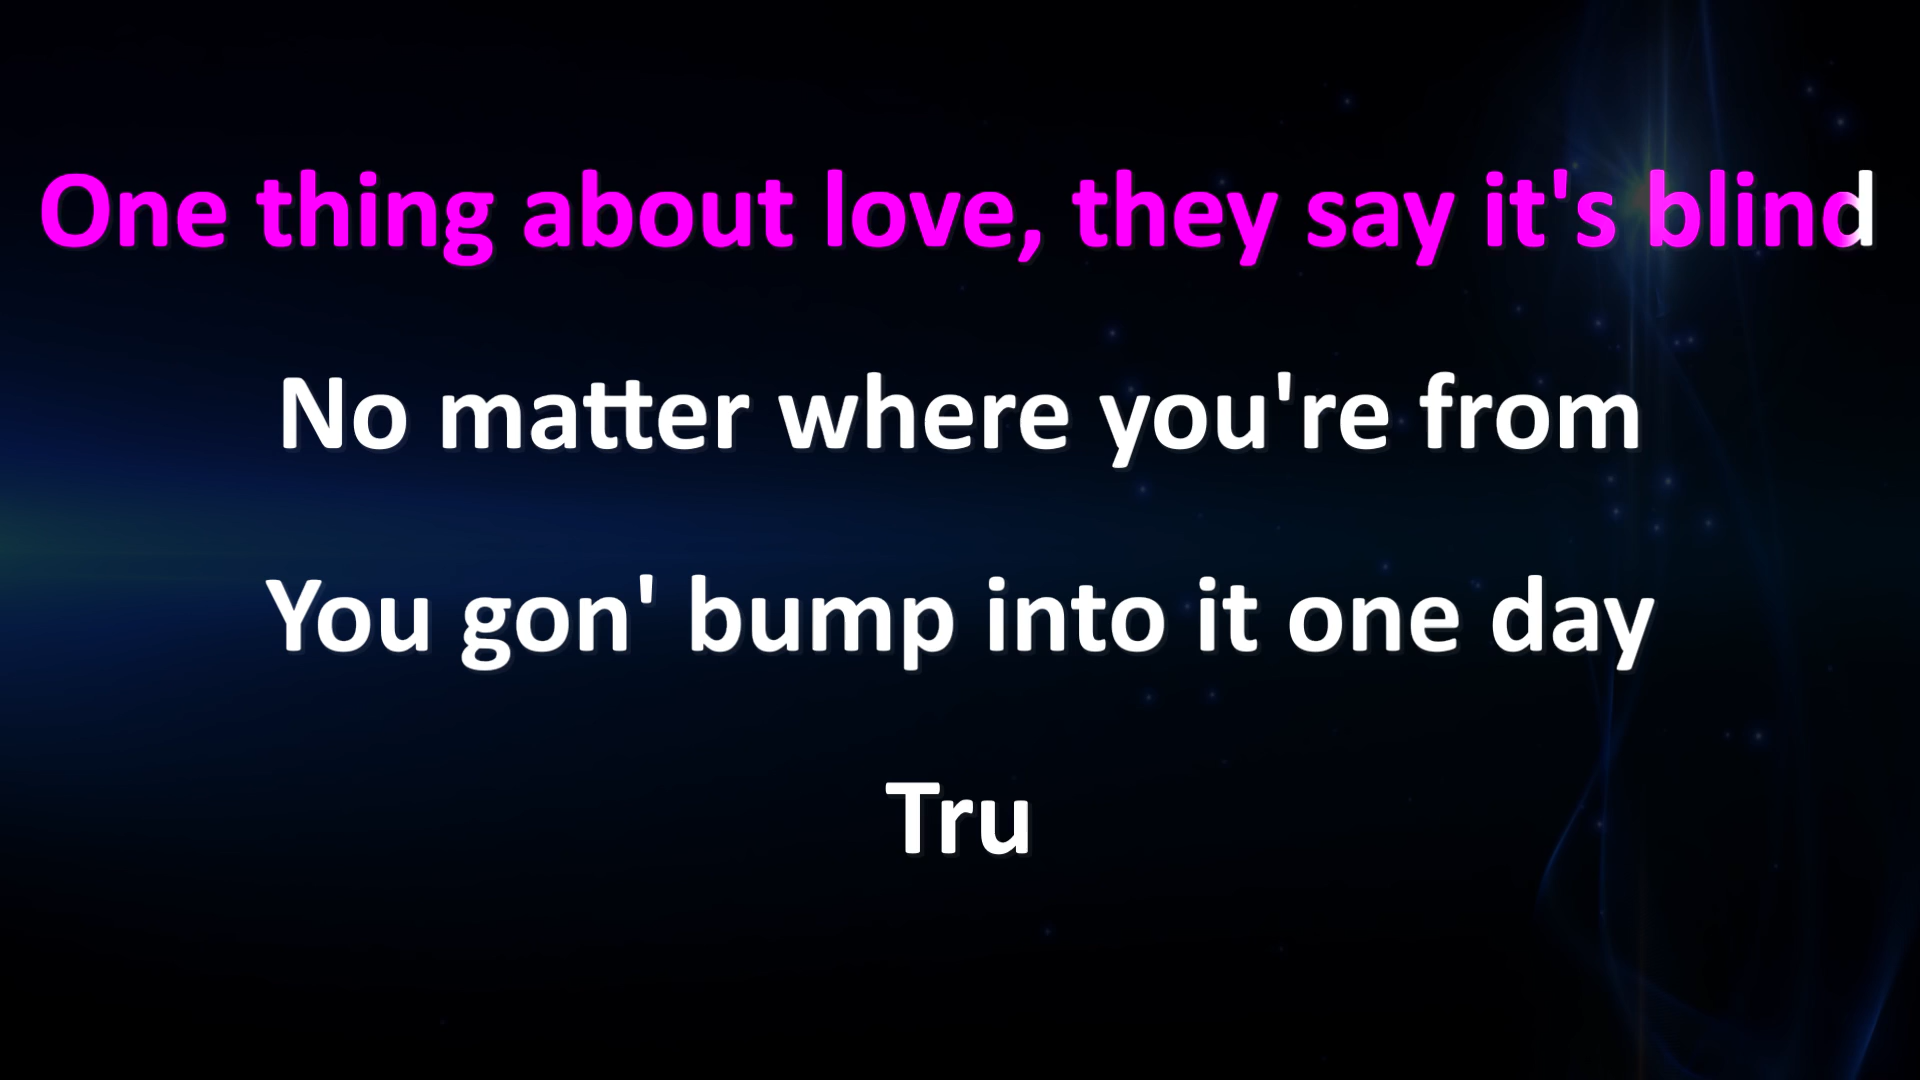 One thing about love, they say it's blind
No matter where you're from
You gon' bump into it one day
Tru